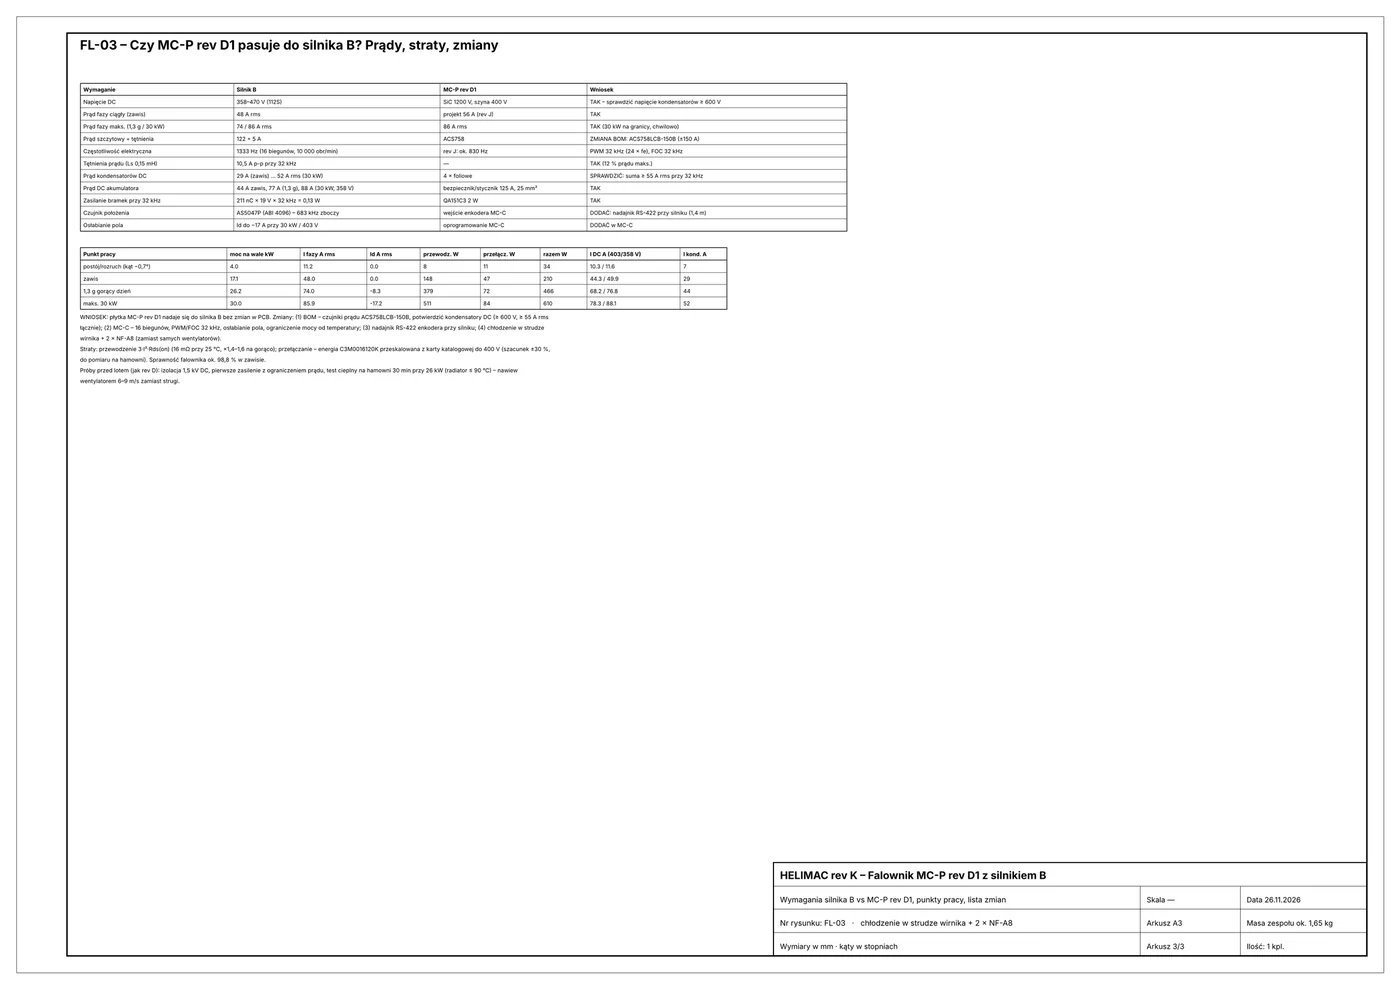 FL-03 – Czy MC-P rev D1 pasuje do silnika B? Prądy, straty, zmiany
Wymaganie Silnik B MC-P rev D1 Wniosek
Napięcie DC 358–470 V (112S) SiC 1200 V, szyna 400 V TAK – sprawdzić napięcie kondensatorów ≥ 600 V
Prąd fazy ciągły (zawis) 48 A rms projekt 56 A (rev J) TAK
Prąd fazy maks. (1,3 g / 30 kW) 74 / 86 A rms 86 A rms TAK (30 kW na granicy, chwilowo)
Prąd szczytowy + tętnienia 122 + 5 A ACS758 ZMIANA BOM: ACS758LCB-150B (±150 A)
Częstotliwość elektryczna 1333 Hz (16 biegunów, 10 000 obr/min) rev J: ok. 830 Hz PWM 32 kHz (24 × fe), FOC 32 kHz
Tętnienia prądu (Ls 0,15 mH) 10,5 A p-p przy 32 kHz — TAK (12 % prądu maks.)
Prąd kondensatorów DC 29 A (zawis) … 52 A rms (30 kW) 4 × foliowe SPRAWDZIĆ: suma ≥ 55 A rms przy 32 kHz
Prąd DC akumulatora 44 A zawis, 77 A (1,3 g), 88 A (30 kW, 358 V) bezpiecznik/stycznik 125 A, 25 mm² TAK
Zasilanie bramek przy 32 kHz 211 nC × 19 V × 32 kHz = 0,13 W QA151C3 2 W TAK
Czujnik położenia AS5047P (ABI 4096) – 683 kHz zboczy wejście enkodera MC-C DODAĆ: nadajnik RS-422 przy silniku (1,4 m)
Osłabianie pola Id do −17 A przy 30 kW / 403 V oprogramowanie MC-C DODAĆ w MC-C
Punkt pracy moc na wale kW I fazy A rms Id A rms przewodz. W przełącz. W razem W I DC A (403/358 V) I kond. A
postój/rozruch (kąt −0,7°) 4.0 11.2 0.0 8 11 34 10.3 / 11.6 7
zawis 17.1 48.0 0.0 148 47 210 44.3 / 49.9 29
1,3 g gorący dzień 26.2 74.0 -8.3 379 72 466 68.2 / 76.8 44
maks. 30 kW 30.0 85.9 -17.2 511 84 610 78.3 / 88.1 52
WNIOSEK: płytka MC-P rev D1 nadaje się do silnika B bez zmian w PCB. Zmiany: (1) BOM – czujniki prądu ACS758LCB-150B, potwierdzić kondensatory DC (≥ 600 V, ≥ 55 A rms
łącznie); (2) MC-C – 16 biegunów, PWM/FOC 32 kHz, osłabianie pola, ograniczenie mocy od temperatury; (3) nadajnik RS-422 enkodera przy silniku; (4) chłodzenie w strudze
wirnika + 2 × NF-A8 (zamiast samych wentylatorów).
Straty: przewodzenie 3·I²·Rds(on) (16 mΩ przy 25 °C, ×1,4–1,6 na gorąco); przełączanie – energia C3M0016120K przeskalowana z karty katalogowej do 400 V (szacunek ±30 %,
do pomiaru na hamowni). Sprawność falownika ok. 98,8 % w zawisie.
Próby przed lotem (jak rev D): izolacja 1,5 kV DC, pierwsze zasilenie z ograniczeniem prądu, test cieplny na hamowni 30 min przy 26 kW (radiator ≤ 90 °C) – nawiew
wentylatorem 6–9 m/s zamiast strugi.
HELIMAC rev K – Falownik MC-P rev D1 z silnikiem B
Wymagania silnika B vs MC-P rev D1, punkty pracy, lista zmian Skala — Data 26.11.2026
Nr rysunku: FL-03 · chłodzenie w strudze wirnika + 2 × NF-A8 Arkusz A3 Masa zespołu ok. 1,65 kg
Wymiary w mm · kąty w stopniach Arkusz 3/3 Ilość: 1 kpl.